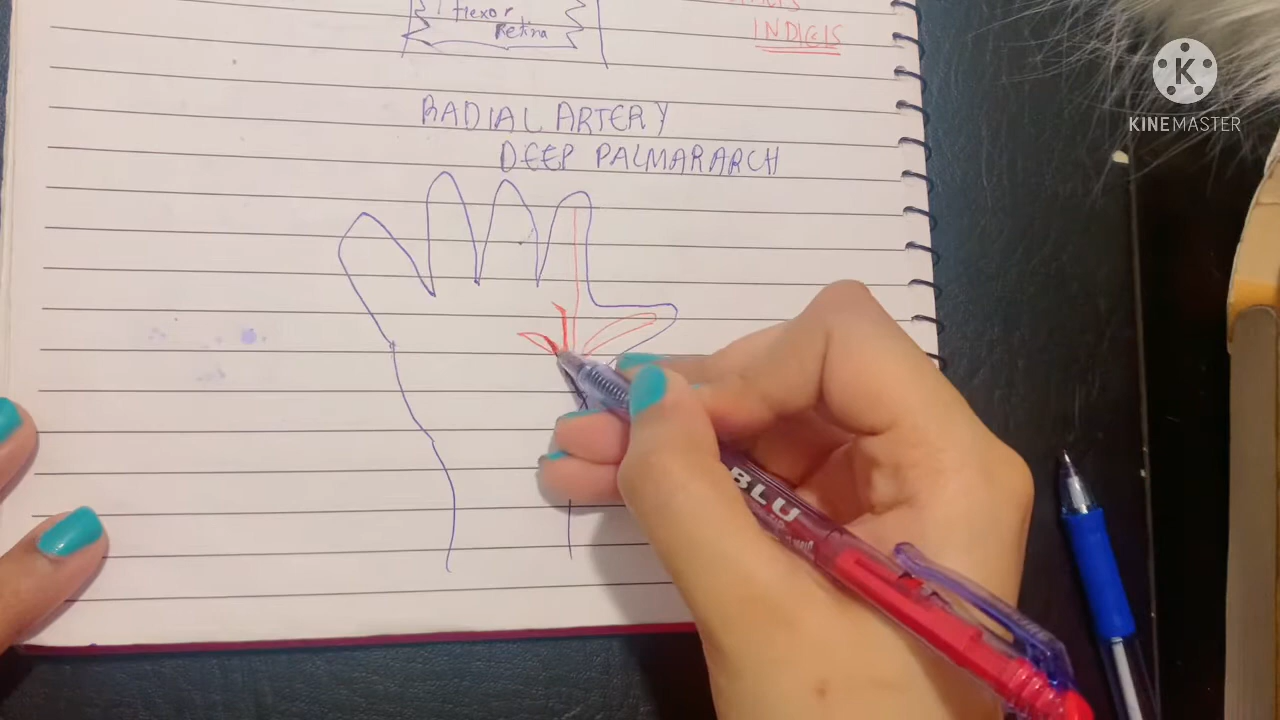 flexor
Retina
INDICIS
RADIAL ARTERY
DEEP PALMAR ARCH
KINEMASTER
BLU